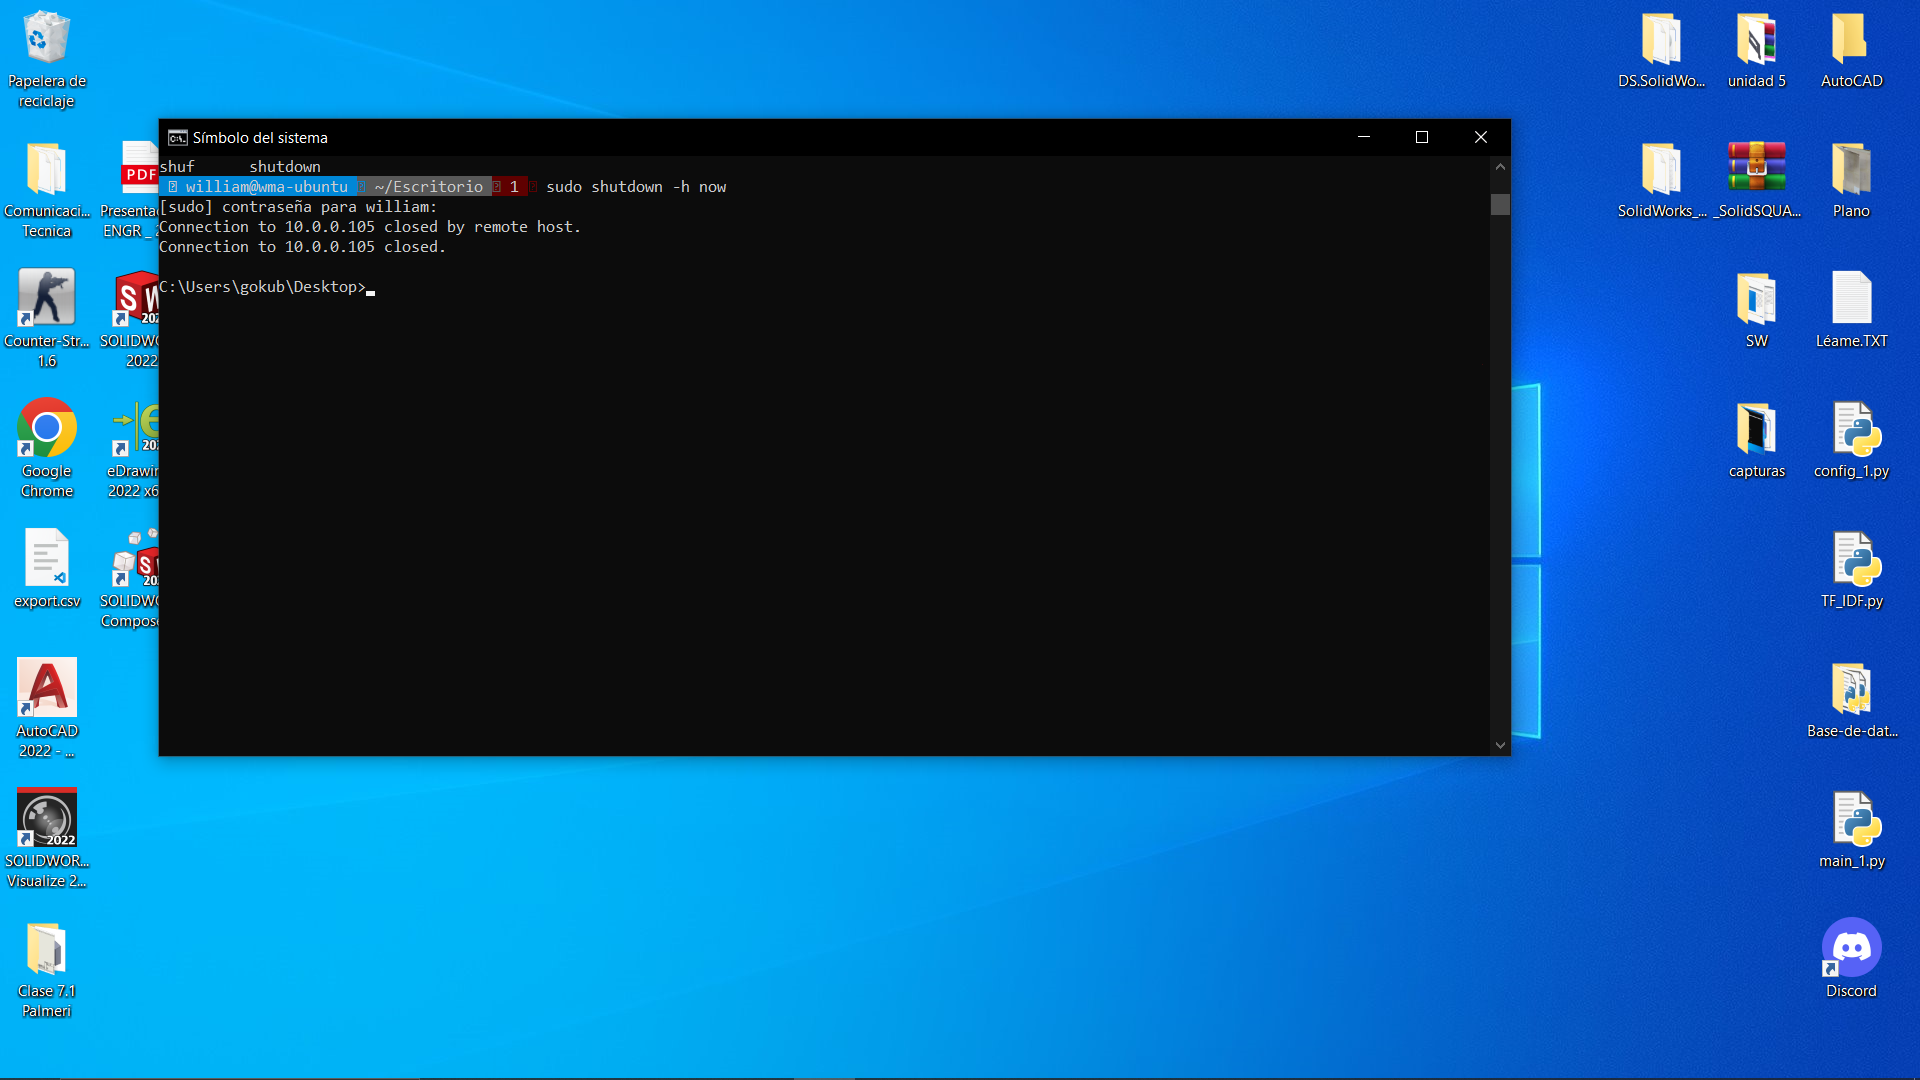 Papelera de
reciclaje
Comunicaci...
Tecnica
PDF
Presenta
ENGR _ 
Counter-Str...
1.6
SOLIDW
2022
Google
Chrome
eDrawi
2022 x6
export.csv
SOLIDW
Compose
AutoCAD
2022 - ...
2022
SOLIDWOR...
Visualize 2...
Clase 7.1
Palmeri
Símbolo del sistema
shuf      shutdown
william@wma-ubuntu ~/Escritorio 1 sudo shutdown -h now
[sudo] contraseña para william:
Connection to 10.0.0.105 closed by remote host.
Connection to 10.0.0.105 closed.
C:\Users\gokub\Desktop>
DS.SolidWo...
unidad 5
AutoCAD
SolidWorks_...
_SolidSQUA...
Plano
SW
Léame.TXT
capturas
config_1.py
TF_IDF.py
Base-de-dat...
main_1.py
Discord